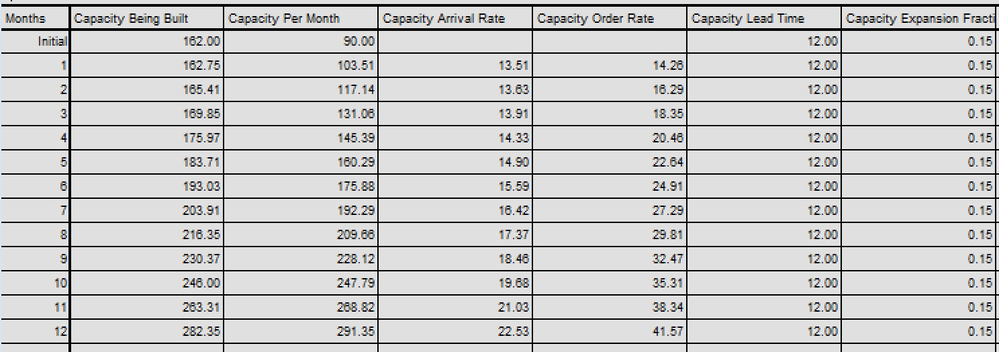 Months Capacity Being Built Capacity Per Month Capacity Arrival Rate Capacity Order Rate Capacity Lead Time Capacity Expansion Fracti
Initial 162.00 90.00 12.00 0.15
1 162.75 103.51 13.51 14.26 12.00 0.15
2 165.41 117.14 13.63 16.29 12.00 0.15
3 169.85 131.06 13.91 18.35 12.00 0.15
4 175.97 145.39 14.33 20.46 12.00 0.15
5 183.71 160.29 14.90 22.64 12.00 0.15
6 193.03 175.88 15.59 24.91 12.00 0.15
7 203.91 192.29 16.42 27.29 12.00 0.15
8 216.35 209.66 17.37 29.81 12.00 0.15
9 230.37 228.12 18.46 32.47 12.00 0.15
10 246.00 247.79 19.68 35.31 12.00 0.15
11 263.31 268.82 21.03 38.34 12.00 0.15
12 282.35 291.35 22.53 41.57 12.00 0.15